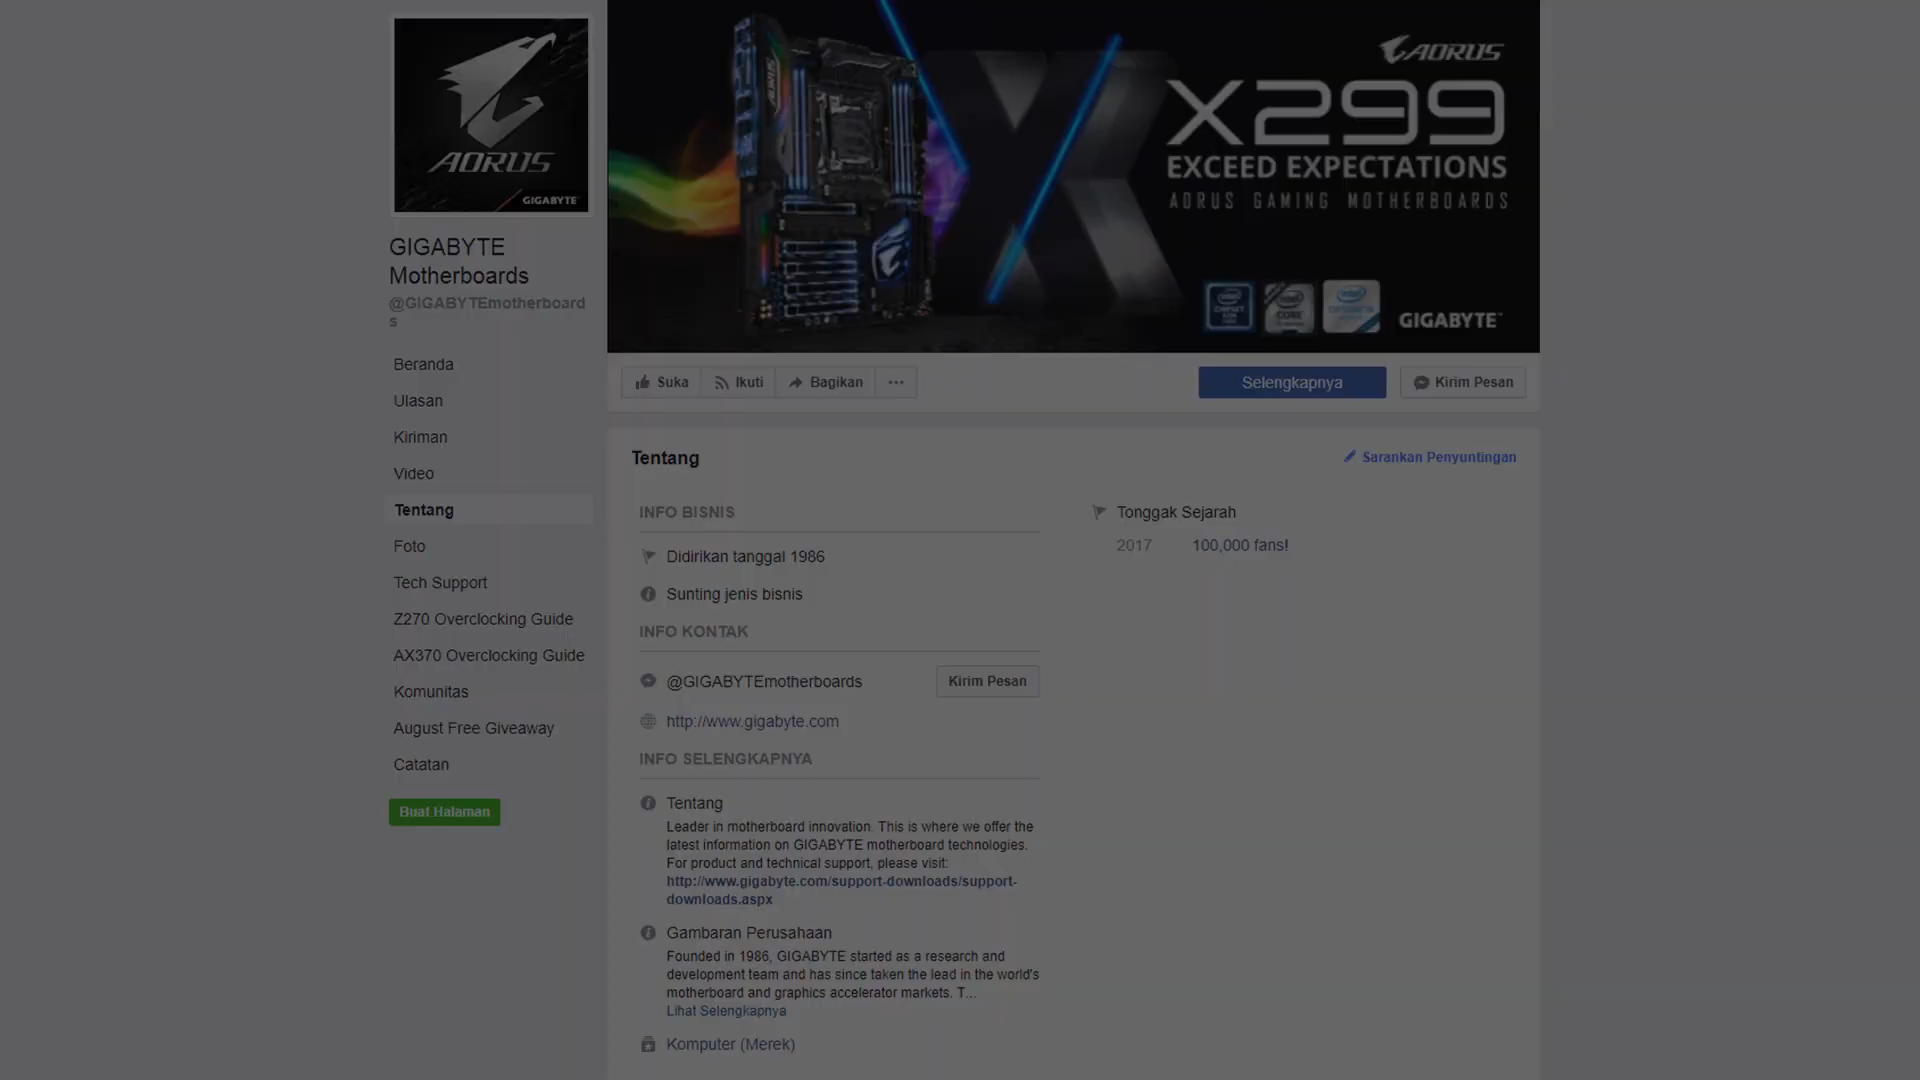 AORUS
GIGABYTE
GIGABYTE
Motherboards
@GIGABYTEmotherboard
s
Beranda
Ulasan
Kiriman
Video
Tentang
Foto
Tech Support
Z270 Overclocking Guide
AX370 Overclocking Guide
Komunitas
August Free Giveaway
Catatan
Buat Halaman
AORUS
AORUS
X299
EXCEED EXPECTATIONS
AORUS GAMING MOTHERBOARDS
intel CHIPSET
intel CORE
intel
GIGABYTE
Suka Ikuti Bagikan ...
Selengkapnya Kirim Pesan
Tentang
Sarankan Penyuntingan
INFO BISNIS
Didirikan tanggal 1986
Sunting jenis bisnis
INFO KONTAK
@GIGABYTEmotherboards Kirim Pesan
http://www.gigabyte.com
INFO SELENGKAPNYA
Tentang
Leader in motherboard innovation. This is where we offer the
latest information on GIGABYTE motherboard technologies.
For product and technical support, please visit:
http://www.gigabyte.com/support-downloads/support-
downloads.aspx
Gambaran Perusahaan
Founded in 1986, GIGABYTE started as a research and
development team and has since taken the lead in the world's
motherboard and graphics accelerator markets. T...
Lihat Selengkapnya
Komputer (Merek)
Tonggak Sejarah
2017 100,000 fans!